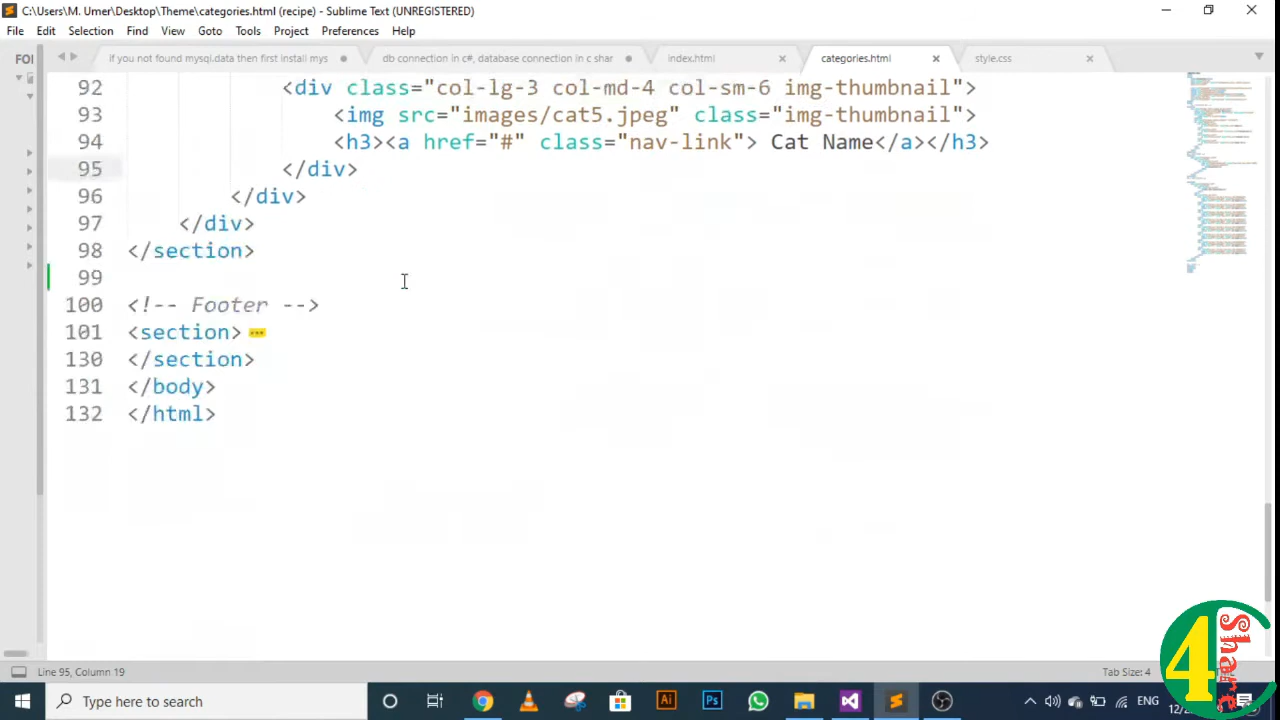 C:\Users\M. Umer\Desktop\Theme\categories.html (recipe) - Sublime Text (UNREGISTERED)
File Edit Selection Find View Goto Tools Project Preferences Help
FOI
if you not found mysql.data then first install mys
db connection in c#, database connection in c shar
index.html
categories.html
style.css
92 <div class="col-lg-3 col-md-4 col-sm-6 img-thumbnail">
93 <img src="images/cat5.jpeg" class="img-thumbnail">
94 <h3><a href="#" class="nav-link"> Cat Name</a></h3>
95 </div>
96 </div>
97 </div>
98 </section>
99
100 <!-- Footer -->
101 <section>
130 </section>
131 </body>
132 </html>
Line 95, Column 19
Tab Size: 4
4 Share
Type here to search
Ai
Ps
ENG